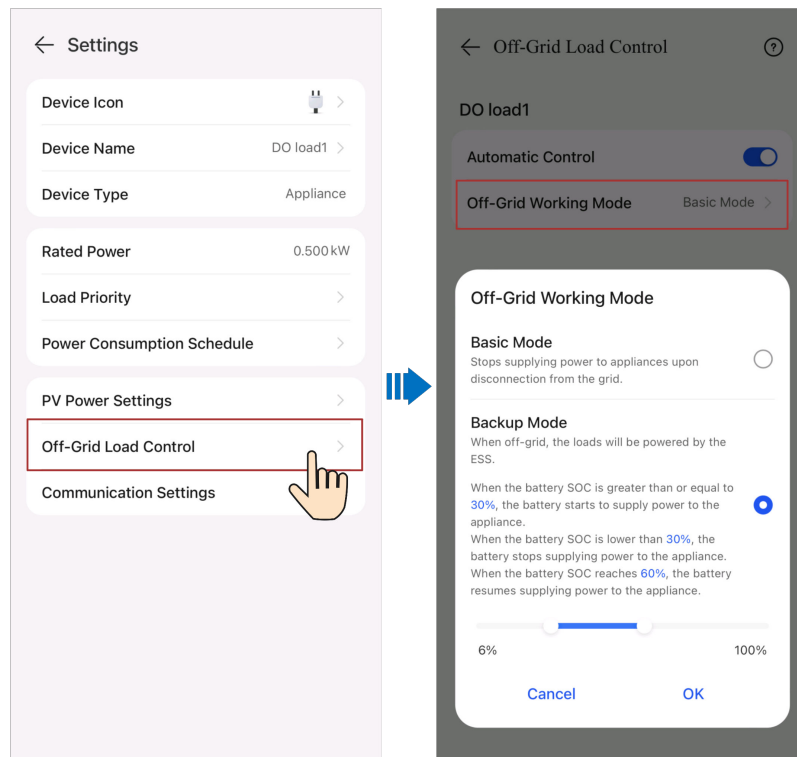 Settings
Device Icon
Device Name DO load1
Device Type Appliance
Rated Power 0.500 kW
Load Priority
Power Consumption Schedule
PV Power Settings
Off-Grid Load Control
Communication Settings
Off-Grid Load Control ?
DO load1
Automatic Control
Off-Grid Working Mode Basic Mode
Off-Grid Working Mode
Basic Mode
Stops supplying power to appliances upon
disconnection from the grid.
Backup Mode
When off-grid, the loads will be powered by the
ESS.
When the battery SOC is greater than or equal to
30%, the battery starts to supply power to the
appliance.
When the battery SOC is lower than 30%, the
battery stops supplying power to the appliance.
When the battery SOC reaches 60%, the battery
resumes supplying power to the appliance.
6% 100%
Cancel OK